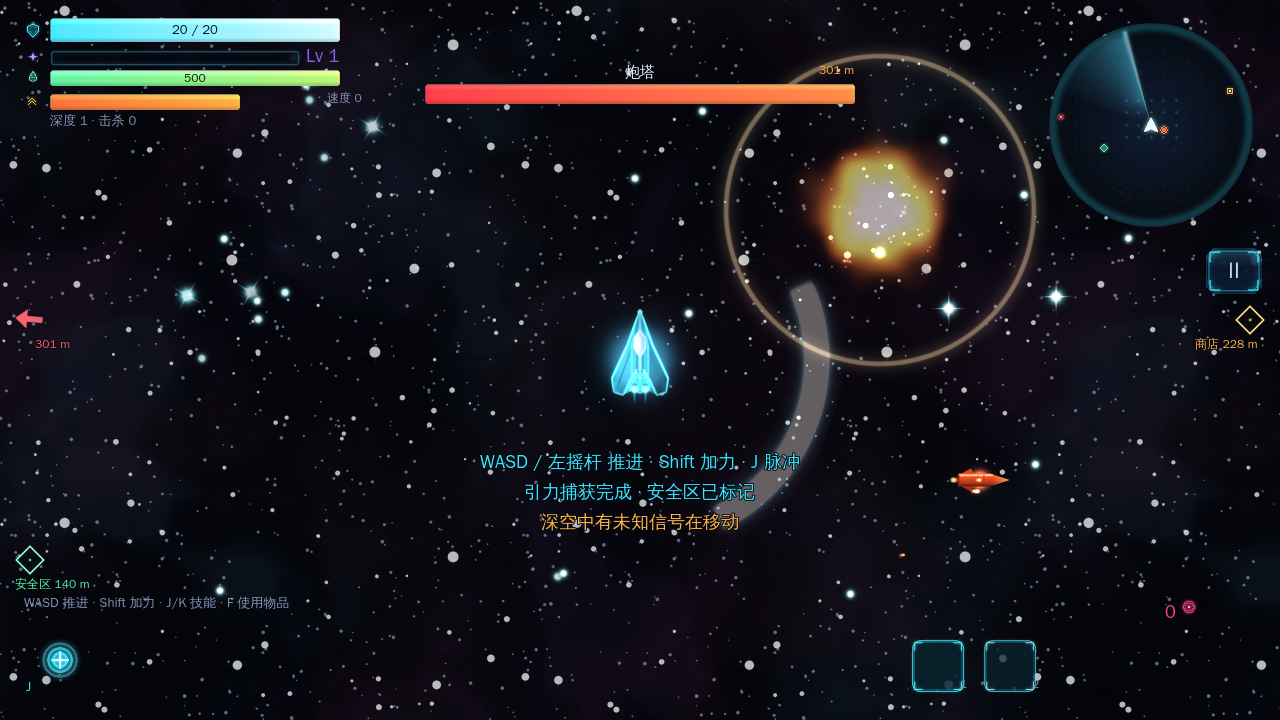 20 / 20
Lv 1
500
速度 0
深度 1 · 击杀 0
炮塔
301 m
301 m
商店 228 m
WASD / 左摇杆 推进 · Shift 加力 · J 脉冲
引力捕获完成 · 安全区已标记
深空中有未知信号在移动
安全区 140 m
WASD 推进 · Shift 加力 · J/K 技能 · F 使用物品
0
J